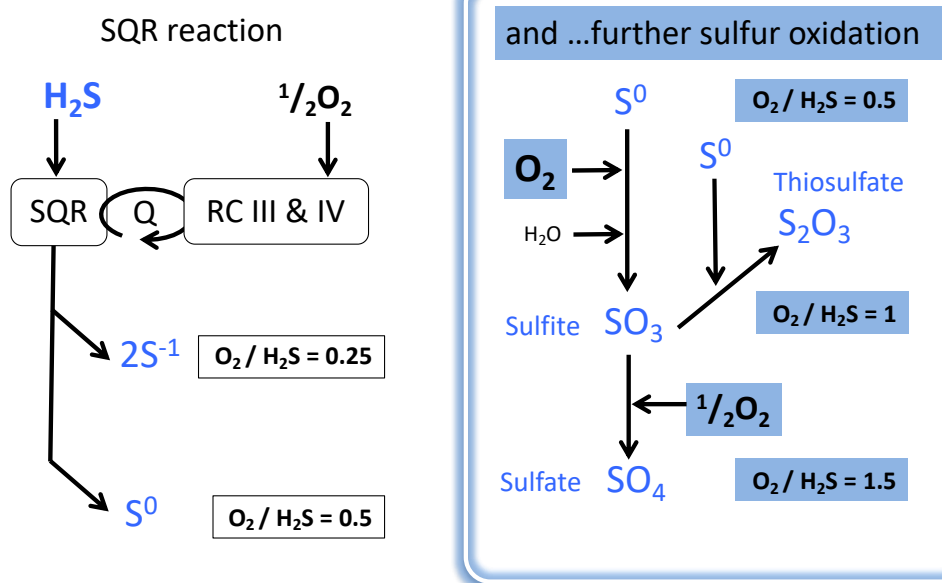 SQR reaction
H₂S
¹/₂O₂
SQR
Q
RC III & IV
2S⁻¹
O₂ / H₂S = 0.25
S⁰
O₂ / H₂S = 0.5
and ...further sulfur oxidation
S⁰
O₂ / H₂S = 0.5
S⁰
O₂
Thiosulfate
S₂O₃
H₂O
Sulfite SO₃
O₂ / H₂S = 1
¹/₂O₂
Sulfate SO₄
O₂ / H₂S = 1.5